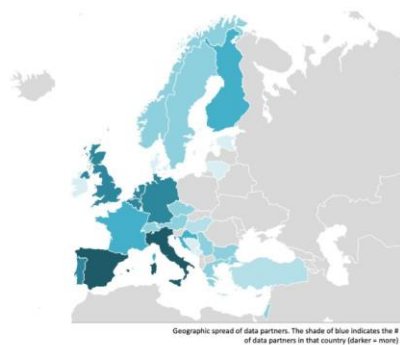 Geographic spread of data partners. The shade of blue indicates the #
of data partners in that country (darker = more)